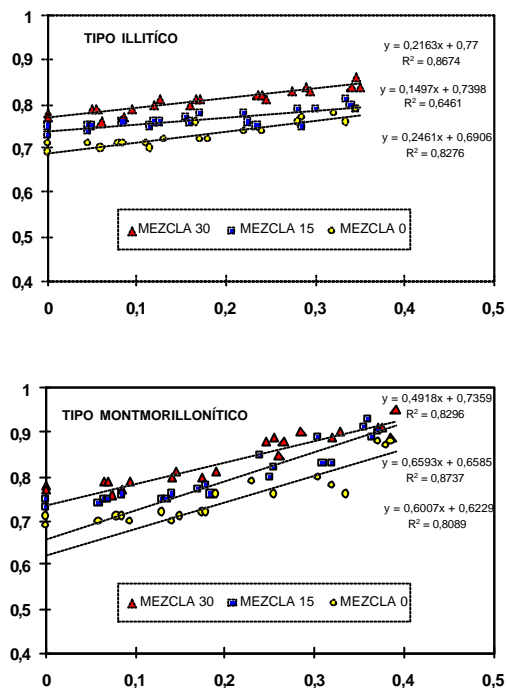 1
0,9
0,8
0,7
0,6
0,5
0,4
TIPO ILLITÍCO
y = 0,2163x + 0,77
R² = 0,8674
y = 0,1497x + 0,7398
R² = 0,6461
y = 0,2461x + 0,6906
R² = 0,8276
MEZCLA 30 MEZCLA 15 MEZCLA 0
0 0,1 0,2 0,3 0,4 0,5
1
0,9
0,8
0,7
0,6
0,5
0,4
TIPO MONTMORILLONÍTICO
y = 0,4918x + 0,7359
R² = 0,8296
y = 0,6593x + 0,6585
R² = 0,8737
y = 0,6007x + 0,6229
R² = 0,8089
MEZCLA 30 MEZCLA 15 MEZCLA 0
0 0,1 0,2 0,3 0,4 0,5